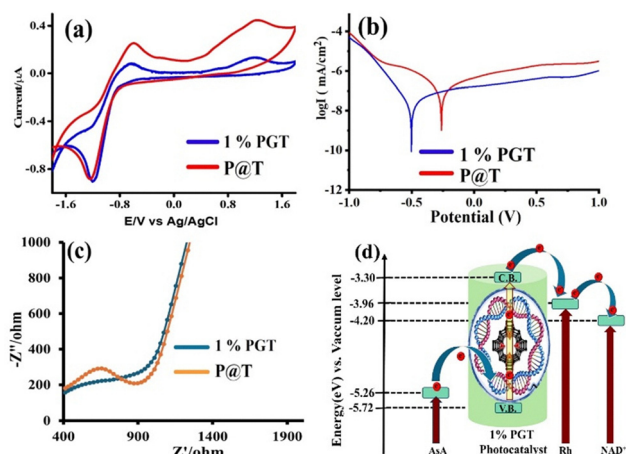 (a)
Current/μA
0.4
0.0
-0.4
-0.8
1 % PGT
P@T
-1.6
-0.8
0.0
0.8
1.6
E/V vs Ag/AgCl
(b)
logI ( mA/cm²)
-4
-6
-8
-10
-12
1 % PGT
P@T
-1.0
-0.5
0.0
0.5
1.0
Potential (V)
(c)
-Z''/ohm
1000
800
600
400
200
0
1 % PGT
P@T
400
900
1400
1900
Z'/ohm
(d)
Energy(eV) vs. Vaccum level
-3.30
-3.96
-4.20
-5.26
-5.72
C.B.
V.B.
AsA
1% PGT
Photocatalyst
Rh
NAD⁺